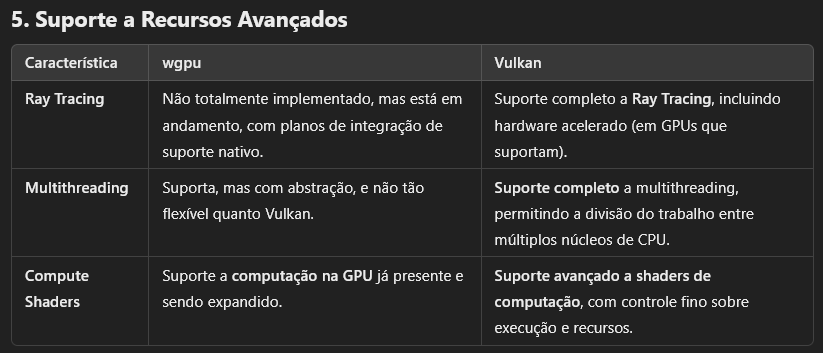 5. Suporte a Recursos Avançados
Característica wgpu Vulkan
Ray Tracing Não totalmente implementado, mas está em Suporte completo a Ray Tracing, incluindo
andamento, com planos de integração de hardware acelerado (em GPUs que
suporte nativo. suportam).
Multithreading Suporta, mas com abstração, e não tão Suporte completo a multithreading,
flexível quanto Vulkan. permitindo a divisão do trabalho entre
múltiplos núcleos de CPU.
Compute Suporte a computação na GPU já presente e Suporte avançado a shaders de
Shaders sendo expandido. computação, com controle fino sobre
execução e recursos.